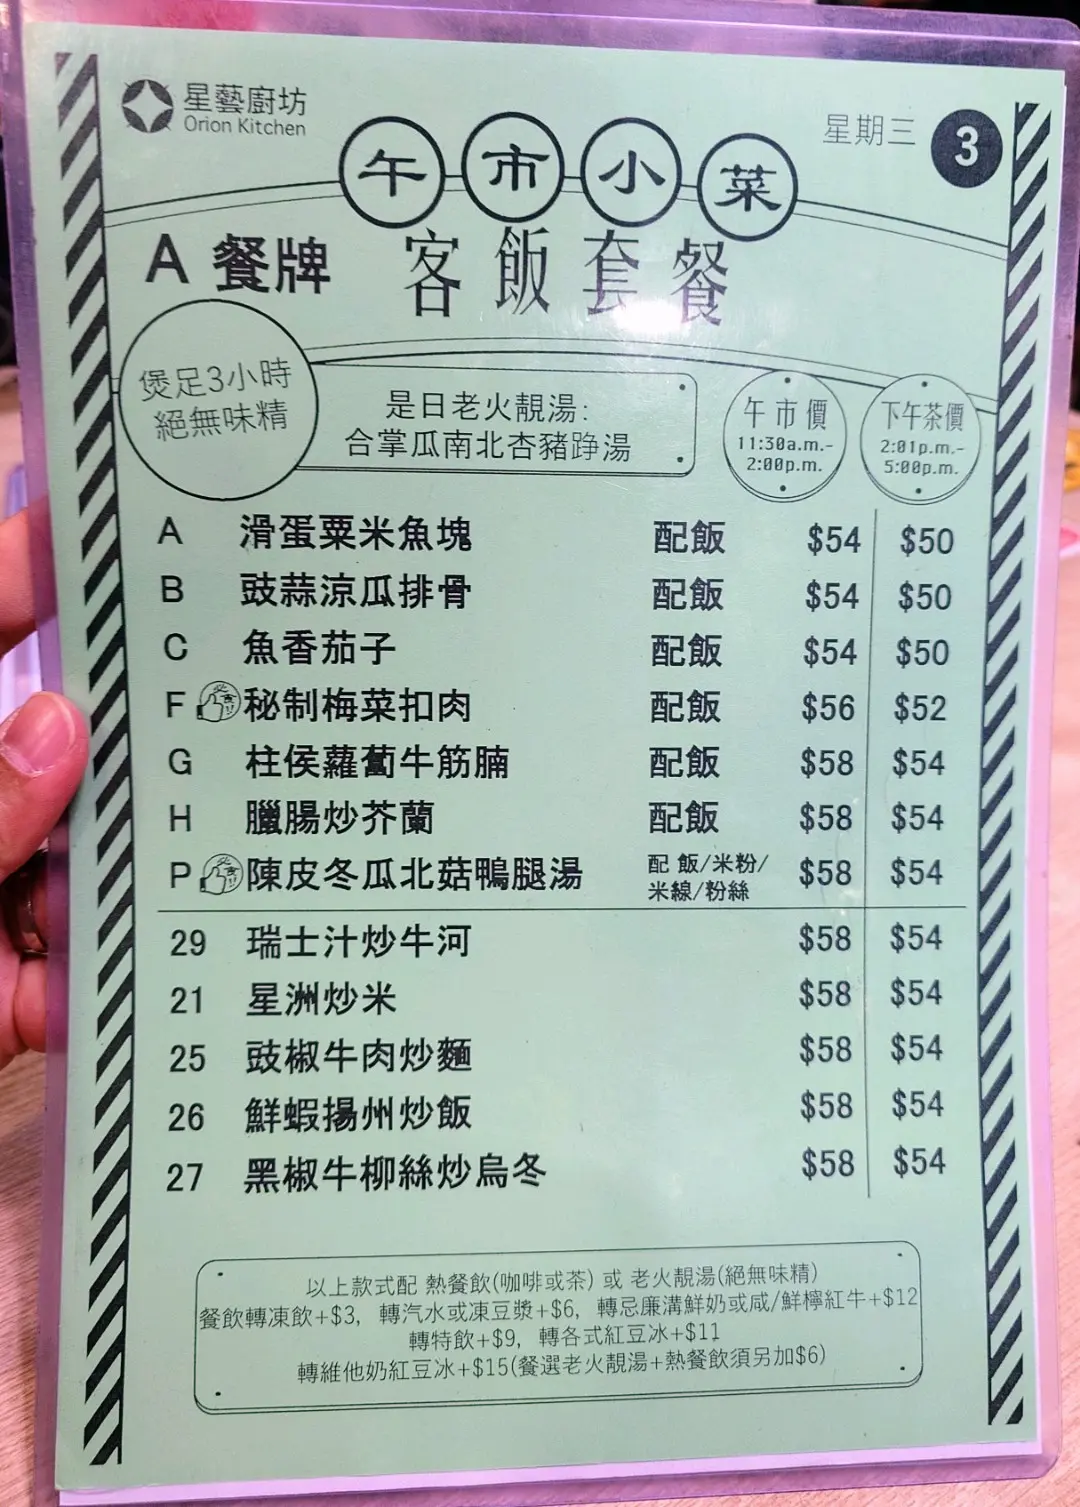 星藝廚坊
Orion Kitchen
星期三 3
午市小菜
A 餐牌 客飯套餐
煲足3小時
絕無味精
是日老火靚湯:
合掌瓜南北杏豬踭湯
午市價
11:30a.m.-
2:00p.m.
下午茶價
2:01p.m.-
5:00p.m.
A 滑蛋粟米魚塊 配飯 $54 $50
B 豉蒜涼瓜排骨 配飯 $54 $50
C 魚香茄子 配飯 $54 $50
F 秘制梅菜扣肉 配飯 $56 $52
G 柱侯蘿蔔牛筋腩 配飯 $58 $54
H 臘腸炒芥蘭 配飯 $58 $54
P 陳皮冬瓜北菇鴨腿湯 配 飯/米粉/ $58 $54
米線/粉絲
29 瑞士汁炒牛河 $58 $54
21 星洲炒米 $58 $54
25 豉椒牛肉炒麵 $58 $54
26 鮮蝦揚州炒飯 $58 $54
27 黑椒牛柳絲炒烏冬 $58 $54
以上款式配 熱餐飲(咖啡或茶) 或 老火靚湯(絕無味精)
餐飲轉凍飲+$3, 轉汽水或凍豆漿+$6, 轉忌廉溝鮮奶或咸/鮮檸紅牛+$12
轉特飲+$9, 轉各式紅豆冰+$11
轉維他奶紅豆冰+$15(餐選老火靚湯+熱餐飲須另加$6)